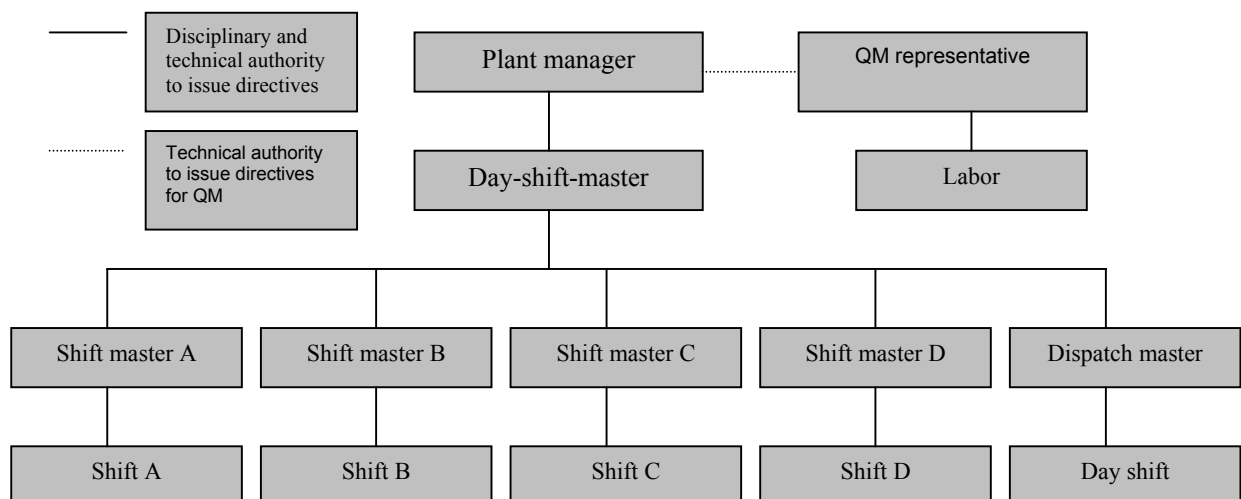 Disciplinary and
technical authority
to issue directives
Plant manager
QM representative
Technical authority
to issue directives
for QM
Day-shift-master
Labor
Shift master A
Shift master B
Shift master C
Shift master D
Dispatch master
Shift A
Shift B
Shift C
Shift D
Day shift